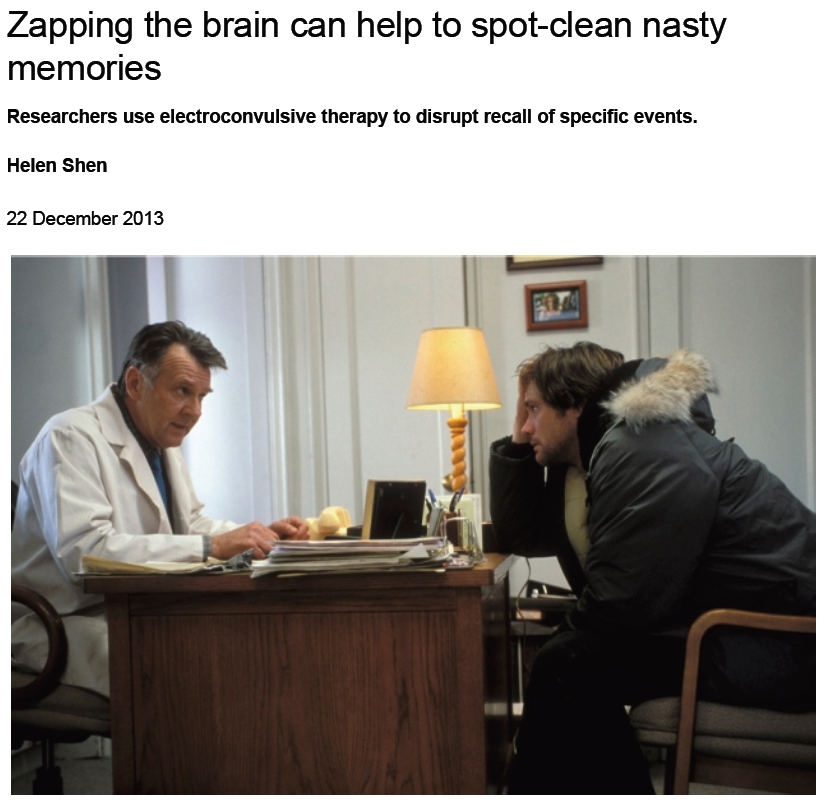 Zapping the brain can help to spot-clean nasty
memories
Researchers use electroconvulsive therapy to disrupt recall of specific events.
Helen Shen
22 December 2013